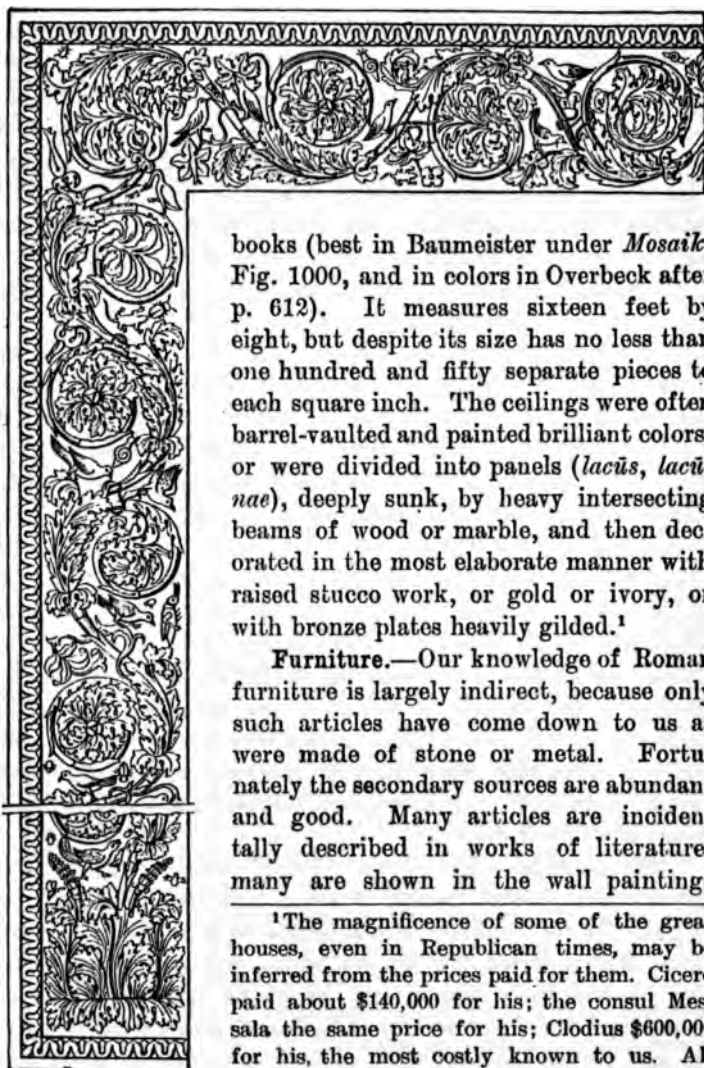 books (best in Baumeister under Mosaik
Fig. 1000, and in colors in Overbeck after
p. 612). It measures sixteen feet by
eight, but despite its size has no less than
one hundred and fifty separate pieces to
each square inch. The ceilings were often
barrel-vaulted and painted brilliant colors
or were divided into panels (lacūs, lacū
nae), deeply sunk, by heavy intersecting
beams of wood or marble, and then dec
orated in the most elaborate manner with
raised stucco work, or gold or ivory, or
with bronze plates heavily gilded.¹
Furniture.—Our knowledge of Roman
furniture is largely indirect, because only
such articles have come down to us a
were made of stone or metal. Fortu
nately the secondary sources are abundan
and good. Many articles are inciden
tally described in works of literature
many are shown in the wall painting
¹The magnificence of some of the grea
houses, even in Republican times, may b
inferred from the prices paid for them. Cicero
paid about $140,000 for his; the consul Mes
sala the same price for his; Clodius $600,00
for his, the most costly known to us. Al